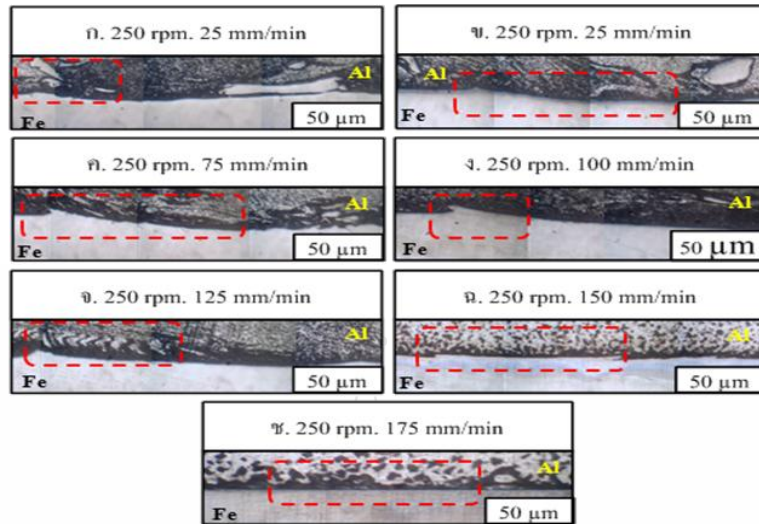 ก. 250 rpm. 25 mm/min
Al
Fe
50 µm
ข. 250 rpm. 25 mm/min
Al
Fe
50 µm
ค. 250 rpm. 75 mm/min
Al
Fe
50 µm
ง. 250 rpm. 100 mm/min
Al
Fe
50 µm
จ. 250 rpm. 125 mm/min
Al
Fe
50 µm
ฉ. 250 rpm. 150 mm/min
Al
Fe
50 µm
ช. 250 rpm. 175 mm/min
Al
Fe
50 µm